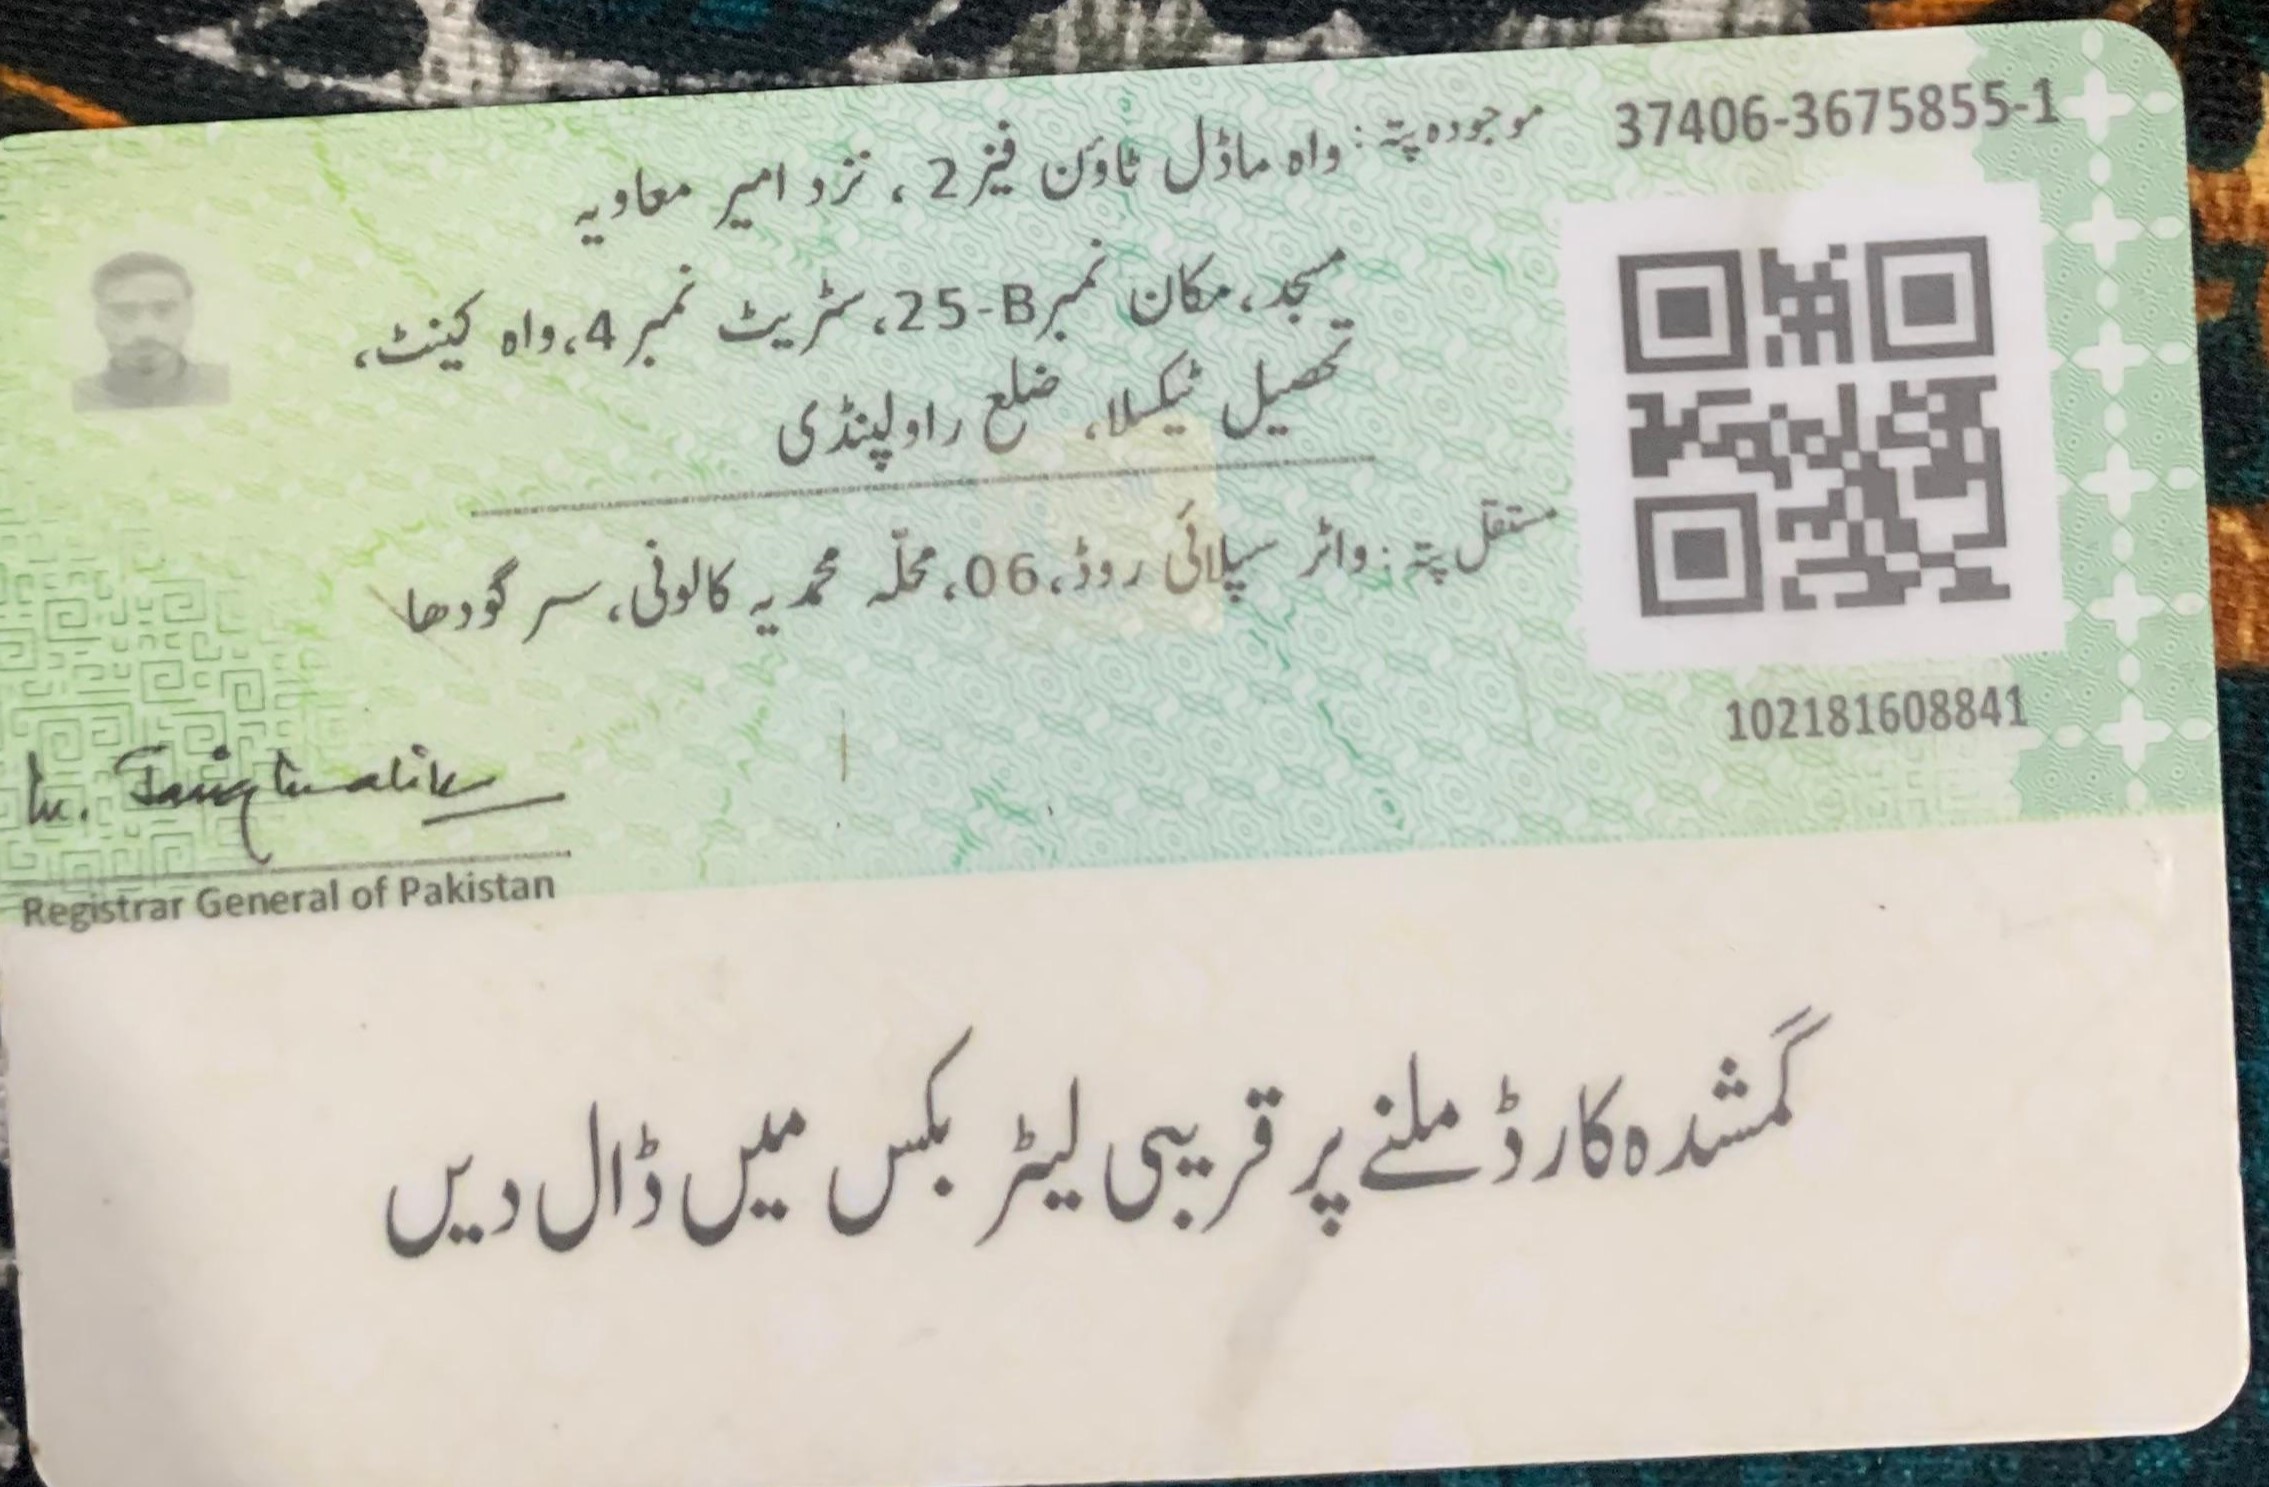 37406-3675855-1
موجودہ پتہ: واہ ماڈل ٹاؤن فیز 2، نزد امیر معاویہ
مسجد، مکان نمبر 25-B، سٹریٹ نمبر 4، واہ کینٹ،
تحصیل ٹیکسلا، ضلع راولپنڈی
مستقل پتہ: واٹر سپلائی روڈ، 06، محلّہ محمدیہ کالونی، سرگودھا
102181608841
Registrar General of Pakistan
گمشدہ کارڈ ملنے پر قریبی لیٹر بکس میں ڈال دیں